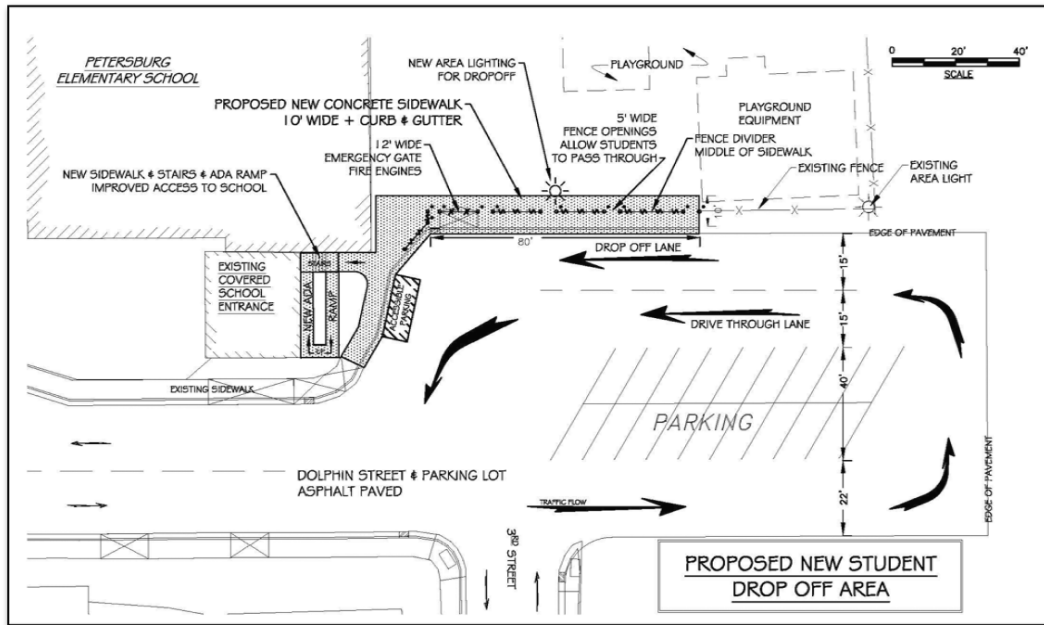 PETERSBURG
ELEMENTARY SCHOOL
NEW AREA LIGHTING
FOR DROPOFF
PLAYGROUND
0 20' 40'
SCALE
PROPOSED NEW CONCRETE SIDEWALK
10' WIDE + CURB & GUTTER
PLAYGROUND
EQUIPMENT
5' WIDE
FENCE OPENINGS
ALLOW STUDENTS
TO PASS THROUGH
FENCE DIVIDER
MIDDLE OF SIDEWALK
12' WIDE
EMERGENCY GATE
FIRE ENGINES
NEW SIDEWALK & STAIRS & ADA RAMP
IMPROVED ACCESS TO SCHOOL
EXISTING FENCE
EXISTING
AREA LIGHT
10'
80'
EDGE OF PAVEMENT
DROP OFF LANE
STAIRS
EXISTING
COVERED
SCHOOL
ENTRANCE
NEW ADA
RAMP
ACCESSIBLE
PARKING
15'
DRIVE THROUGH LANE
15'
EXISTING SIDEWALK
40'
PARKING
EDGE OF PAVEMENT
DOLPHIN STREET & PARKING LOT
ASPHALT PAVED
TRAFFIC FLOW
22'
3RD STREET
PROPOSED NEW STUDENT
DROP OFF AREA